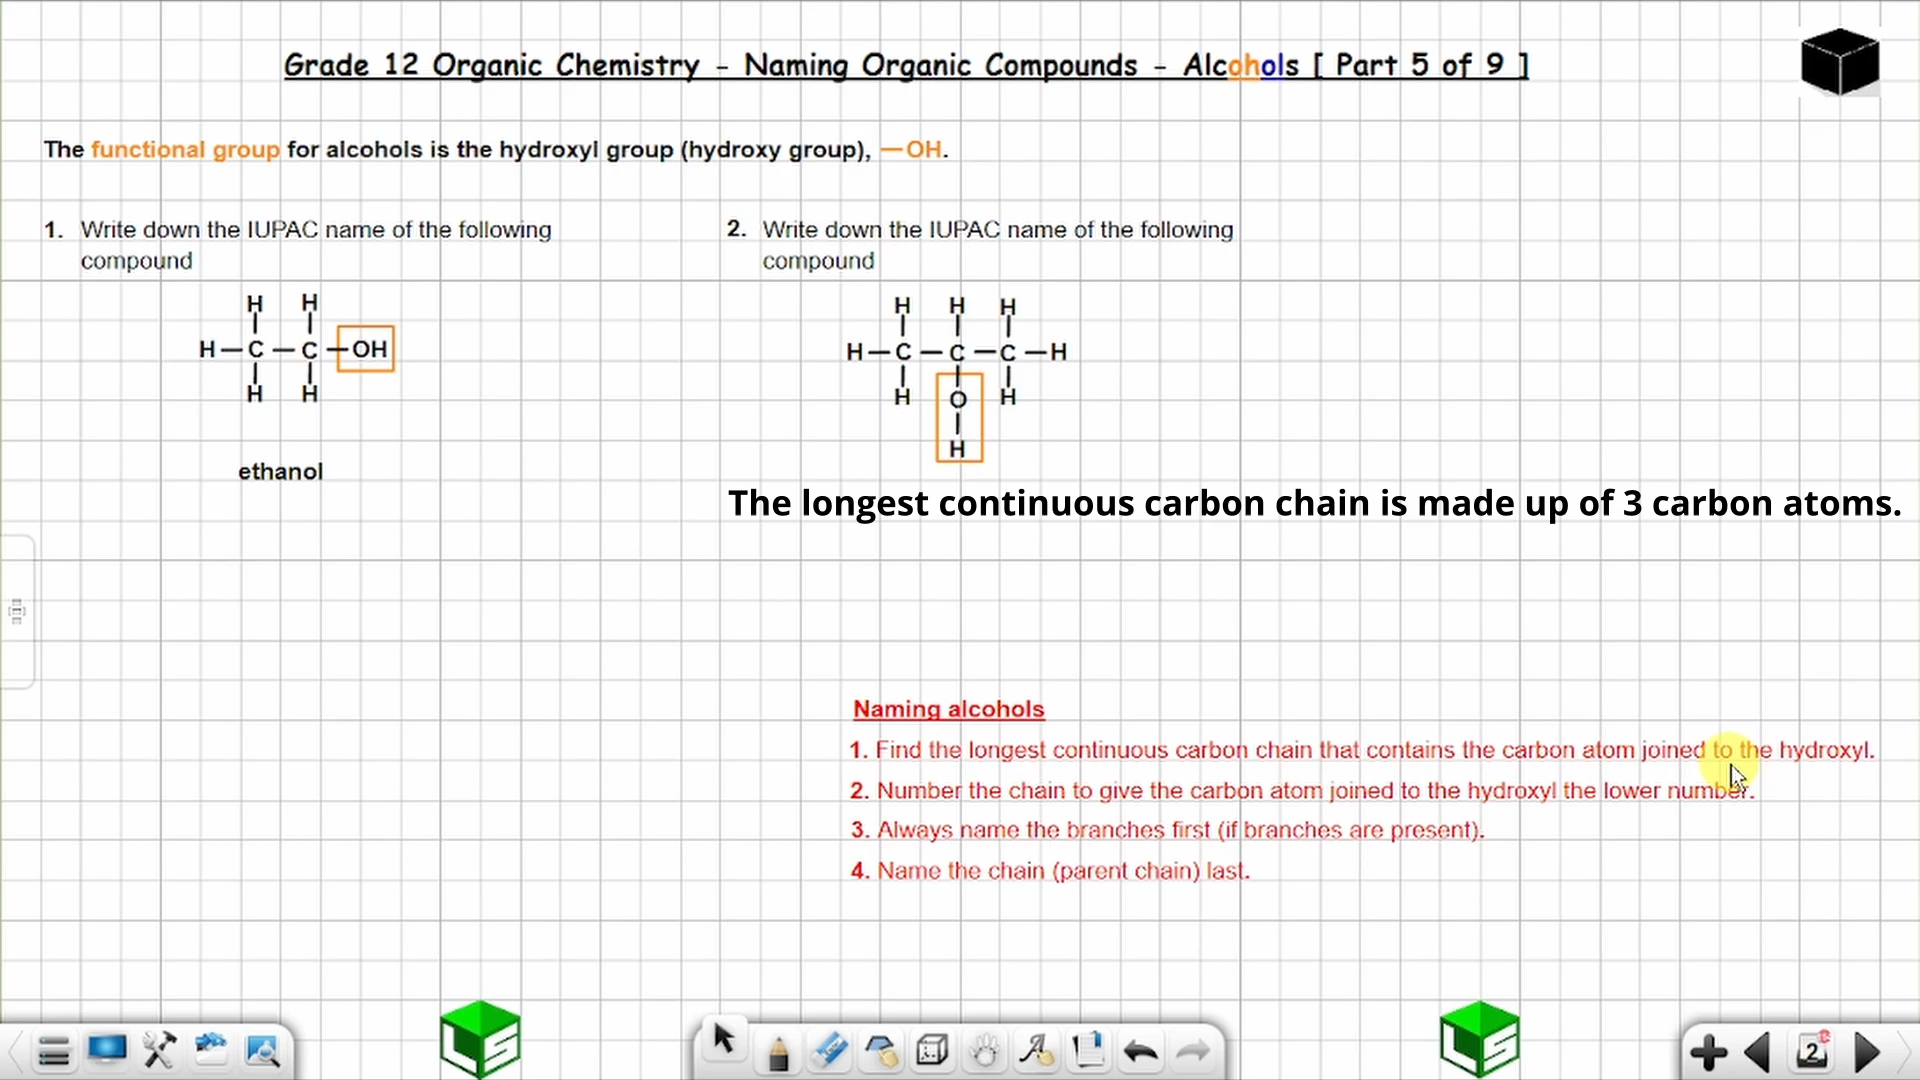 Grade 12 Organic Chemistry - Naming Organic Compounds - Alcohols [ Part 5 of 9 ]
The functional group for alcohols is the hydroxyl group (hydroxy group), —OH.
1. Write down the IUPAC name of the following
compound
H H
H—C—C—OH
H H
ethanol
2. Write down the IUPAC name of the following
compound
H H H
H—C—C—C—H
H O H
H
The longest continuous carbon chain is made up of 3 carbon atoms.
Naming alcohols
1. Find the longest continuous carbon chain that contains the carbon atom joined to the hydroxyl.
2. Number the chain to give the carbon atom joined to the hydroxyl the lower number.
3. Always name the branches first (if branches are present).
4. Name the chain (parent chain) last.
LS
LS
2